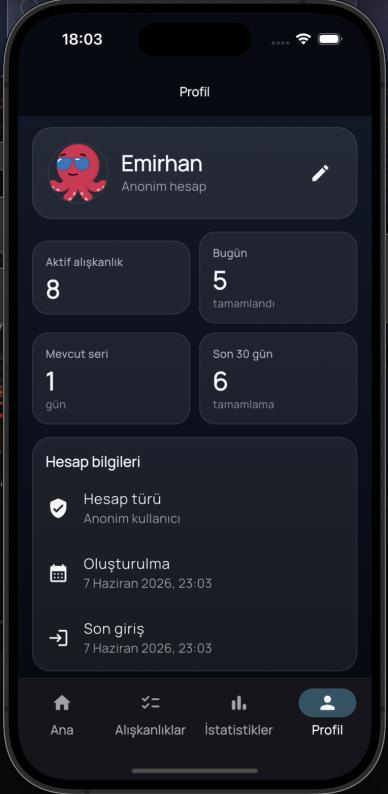 18:03
Profil
Emirhan
Anonim hesap
Aktif alışkanlık
8
Bugün
5
tamamlandı
Mevcut seri
1
gün
Son 30 gün
6
tamamlama
Hesap bilgileri
Hesap türü
Anonim kullanıcı
Oluşturulma
7 Haziran 2026, 23:03
Son giriş
7 Haziran 2026, 23:03
Ana
Alışkanlıklar
İstatistikler
Profil